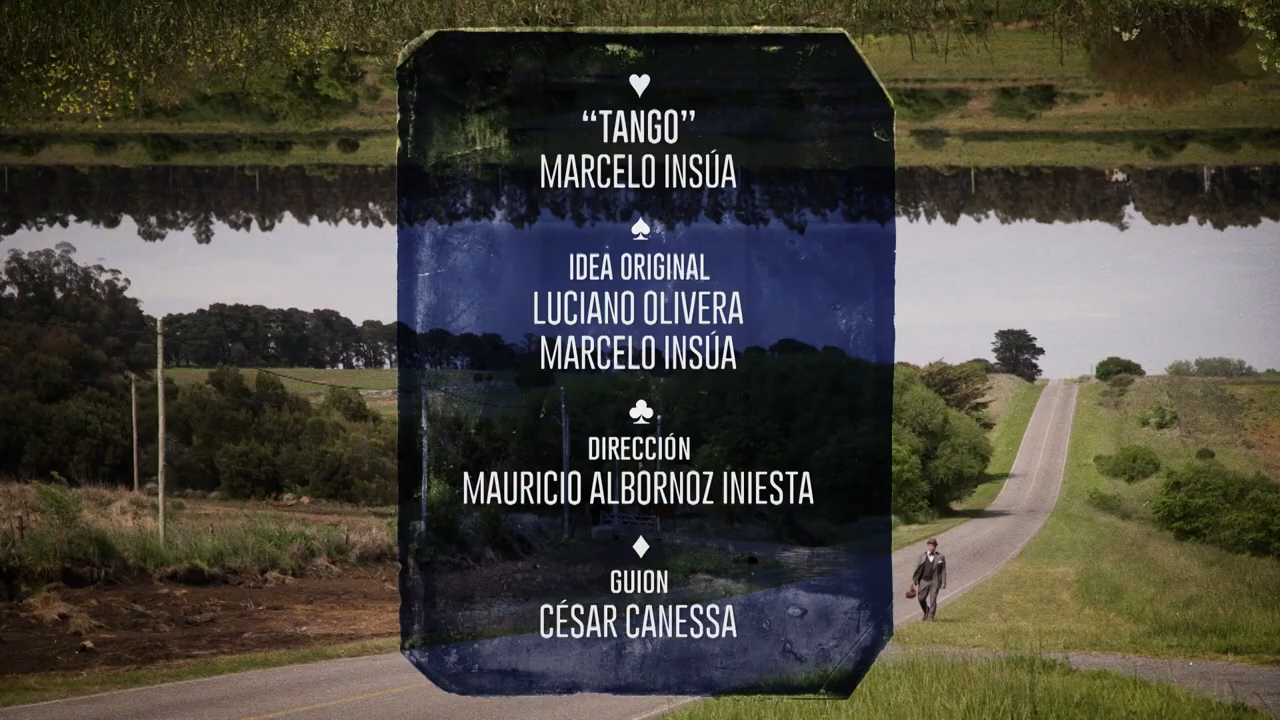 “TANGO”
MARCELO INSÚA
IDEA ORIGINAL
LUCIANO OLIVERA
MARCELO INSÚA
DIRECCIÓN
MAURICIO ALBORNOZ INIESTA
GUION
CÉSAR CANESSA